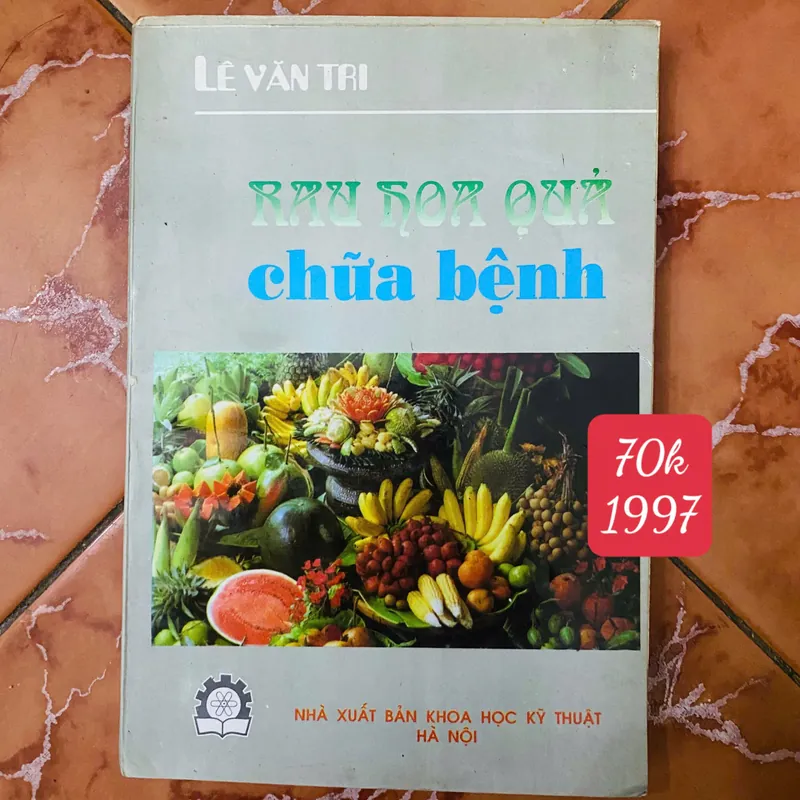 LÊ VĂN TRI
RAU HOA QUẢ
chữa bệnh
70k
1997
NHÀ XUẤT BẢN KHOA HỌC KỸ THUẬT
HÀ NỘI